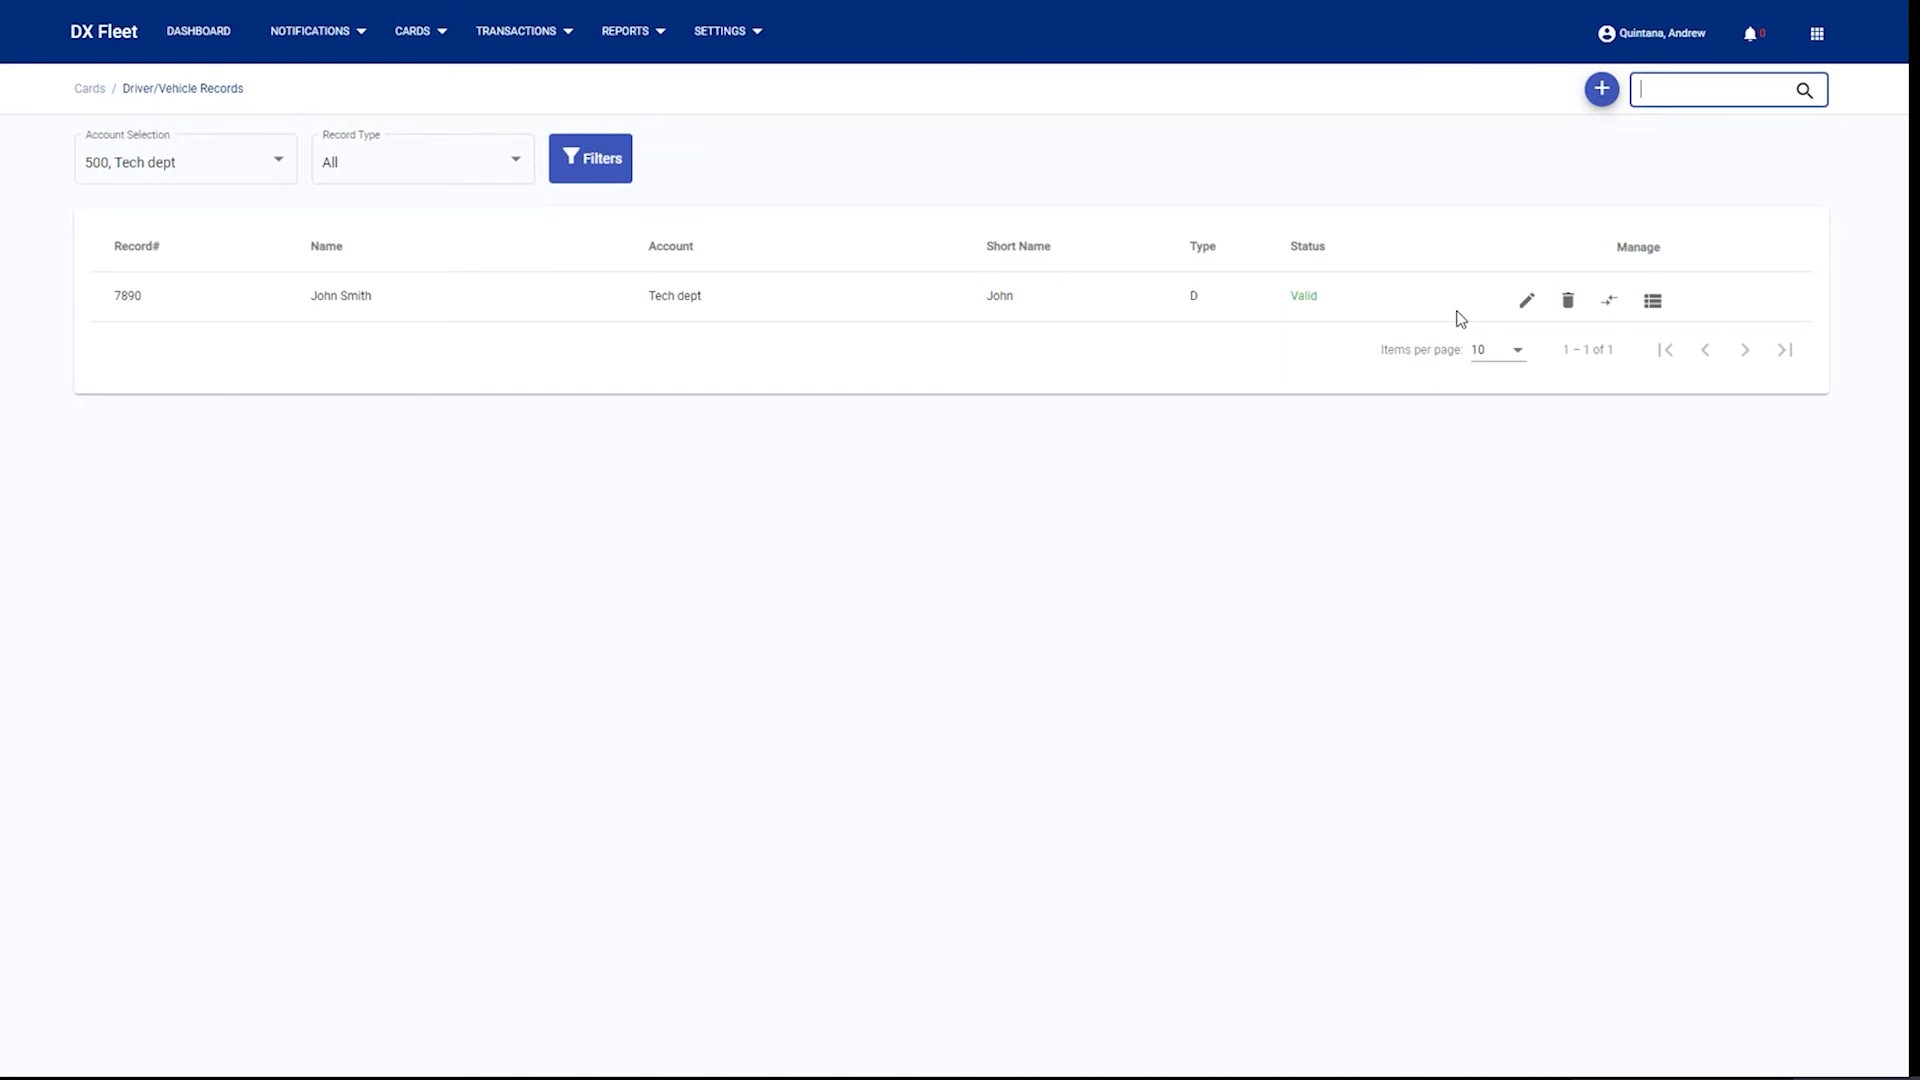 DX Fleet DASHBOARD NOTIFICATIONS CARDS TRANSACTIONS REPORTS SETTINGS Quintana, Andrew 0
Cards / Driver/Vehicle Records
Account Selection Record Type
500, Tech dept All Filters
Record# Name Account Short Name Type Status Manage
7890 John Smith Tech dept John D Valid
Items per page: 10 1 – 1 of 1